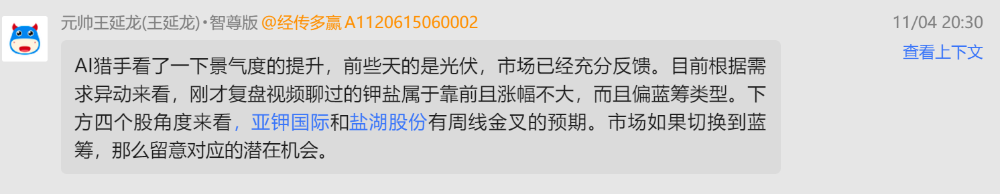 元帅王延龙(王延龙)•智尊版 @经传多赢 A1120615060002 11/04 20:30
查看上下文
AI猎手看了一下景气度的提升，前些天的是光伏，市场已经充分反馈。目前根据需
求异动来看，刚才复盘视频聊过的钾盐属于靠前且涨幅不大，而且偏蓝筹类型。下
方四个股角度来看，亚钾国际和盐湖股份有周线金叉的预期。市场如果切换到蓝
筹，那么留意对应的潜在机会。